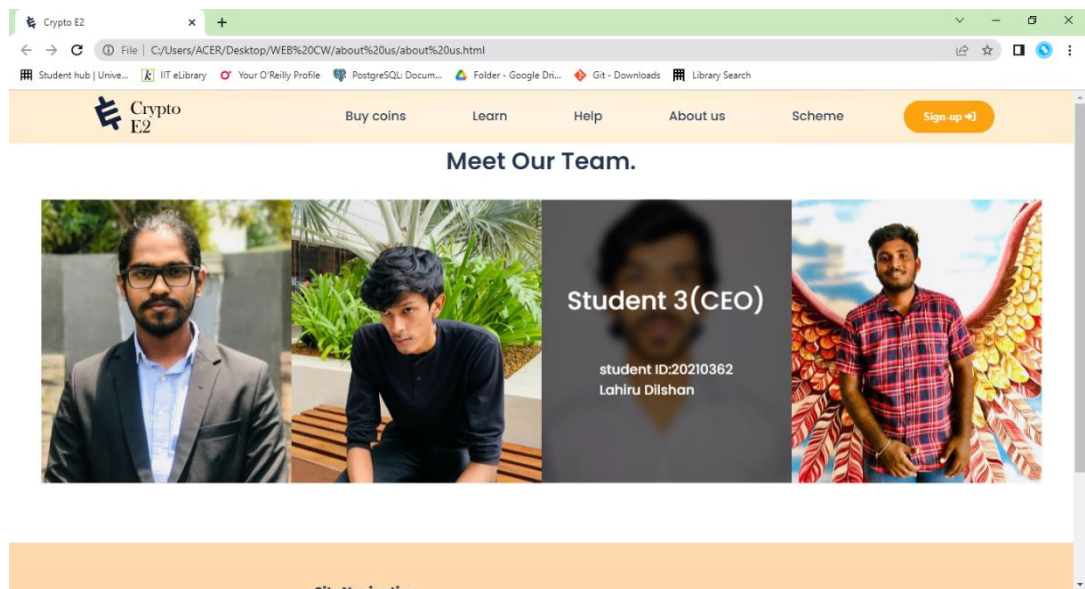 Crypto E2
File | C:/Users/ACER/Desktop/WEB%20CW/about%20us/about%20us.html
Student hub | Unive... IIT eLibrary Your O'Reilly Profile PostgreSQL: Docum... Folder - Google Dri... Git - Downloads Library Search
Crypto
E2
Buy coins Learn Help About us Scheme Sign-up
Meet Our Team.
Student 3(CEO)
student ID:20210362
Lahiru Dilshan